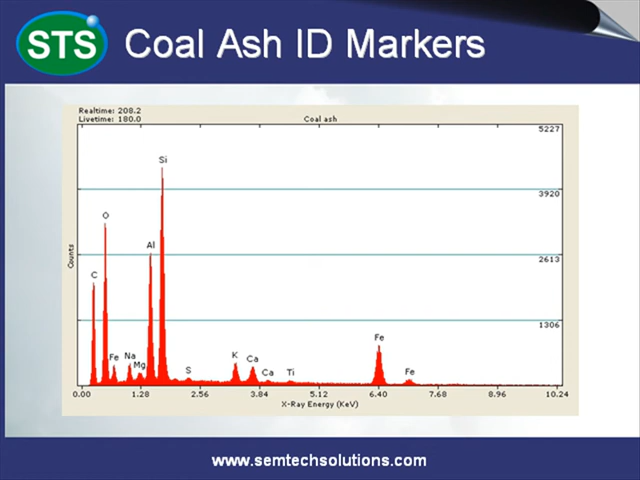 STS
Coal Ash ID Markers
Realtime: 208.2
Livetime: 180.0
Coal ash
5227
Si
3920
O
Al
2613
Counts
C
1306
Fe
Fe
Na
Mg
S
K
Ca
Ca
Ti
Fe
0.00 1.28 2.56 3.84 5.12 6.40 7.68 8.96 10.24
X-Ray Energy (KeV)
www.semtechsolutions.com